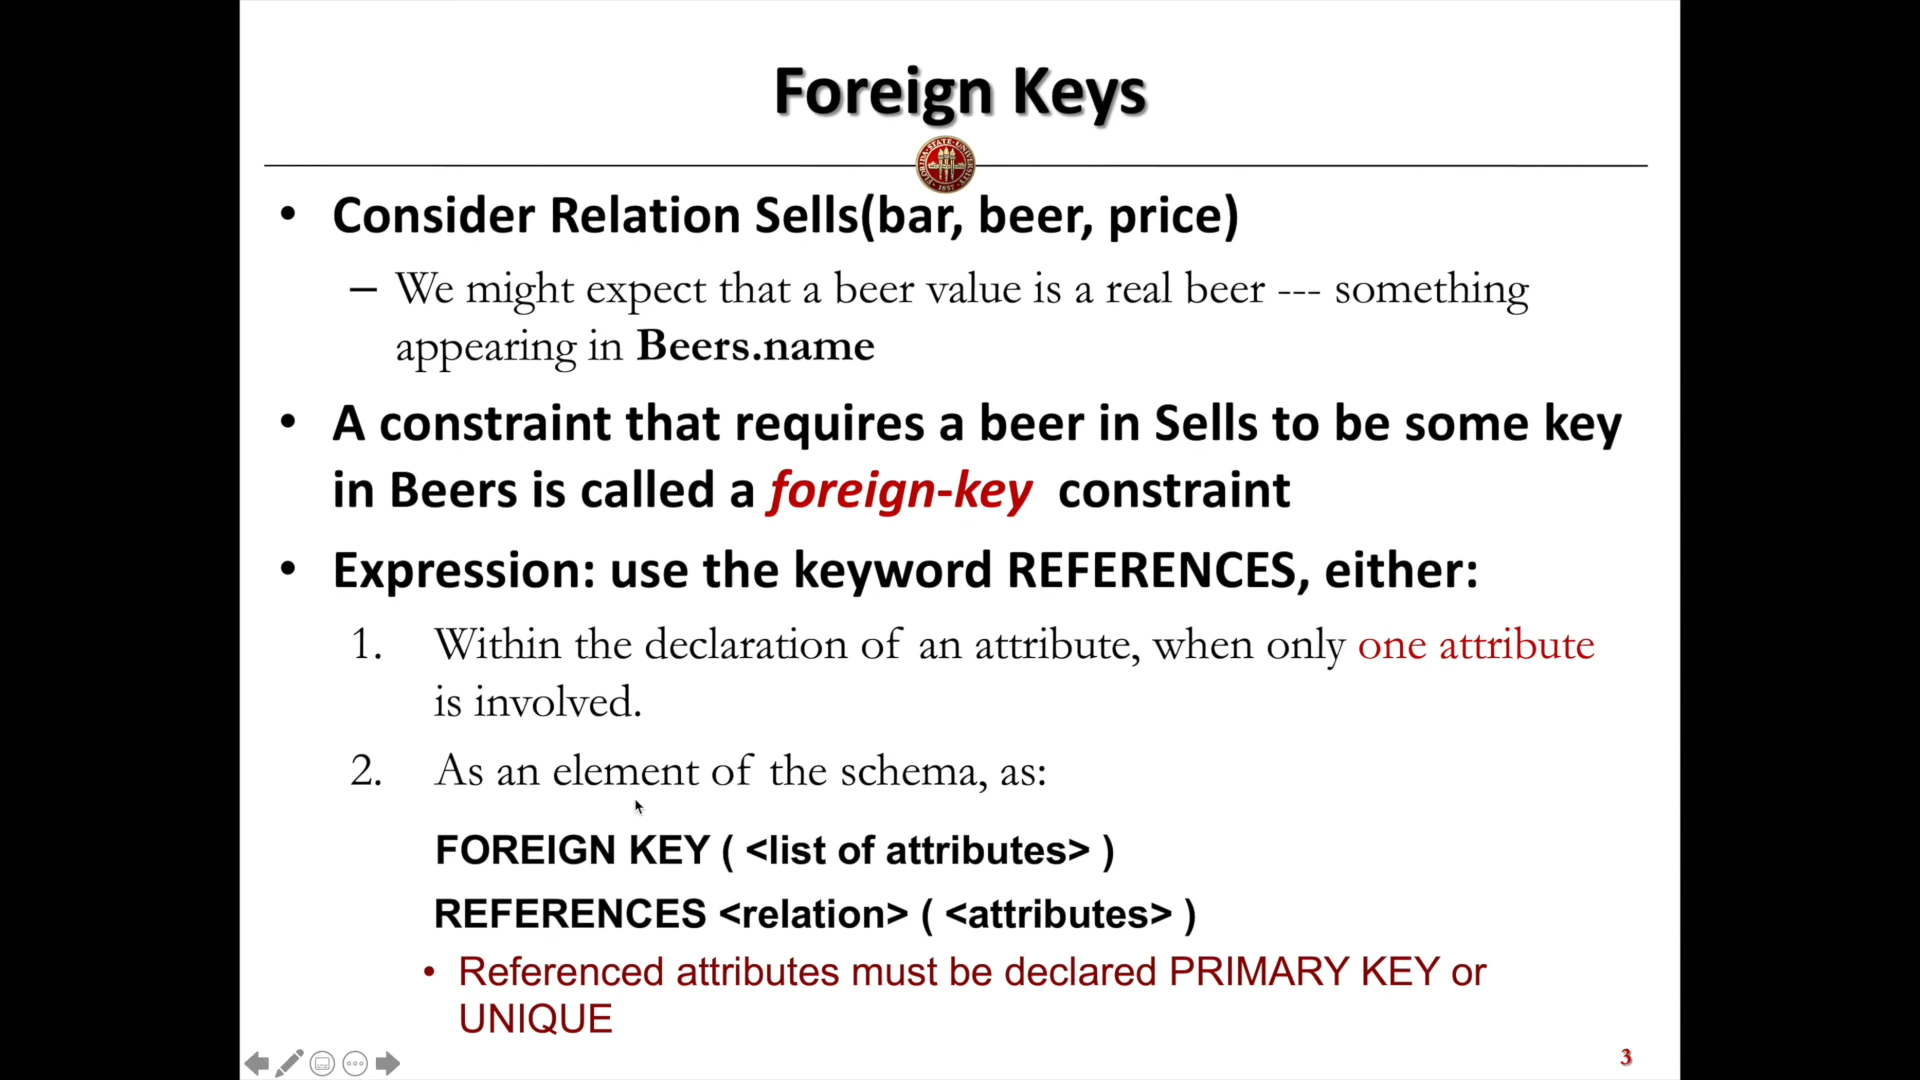 Foreign Keys
• Consider Relation Sells(bar, beer, price)
– We might expect that a beer value is a real beer --- something
appearing in Beers.name
• A constraint that requires a beer in Sells to be some key
in Beers is called a foreign-key constraint
• Expression: use the keyword REFERENCES, either:
1. Within the declaration of an attribute, when only one attribute
is involved.
2. As an element of the schema, as:
FOREIGN KEY ( <list of attributes> )
REFERENCES <relation> ( <attributes> )
• Referenced attributes must be declared PRIMARY KEY or
UNIQUE
3